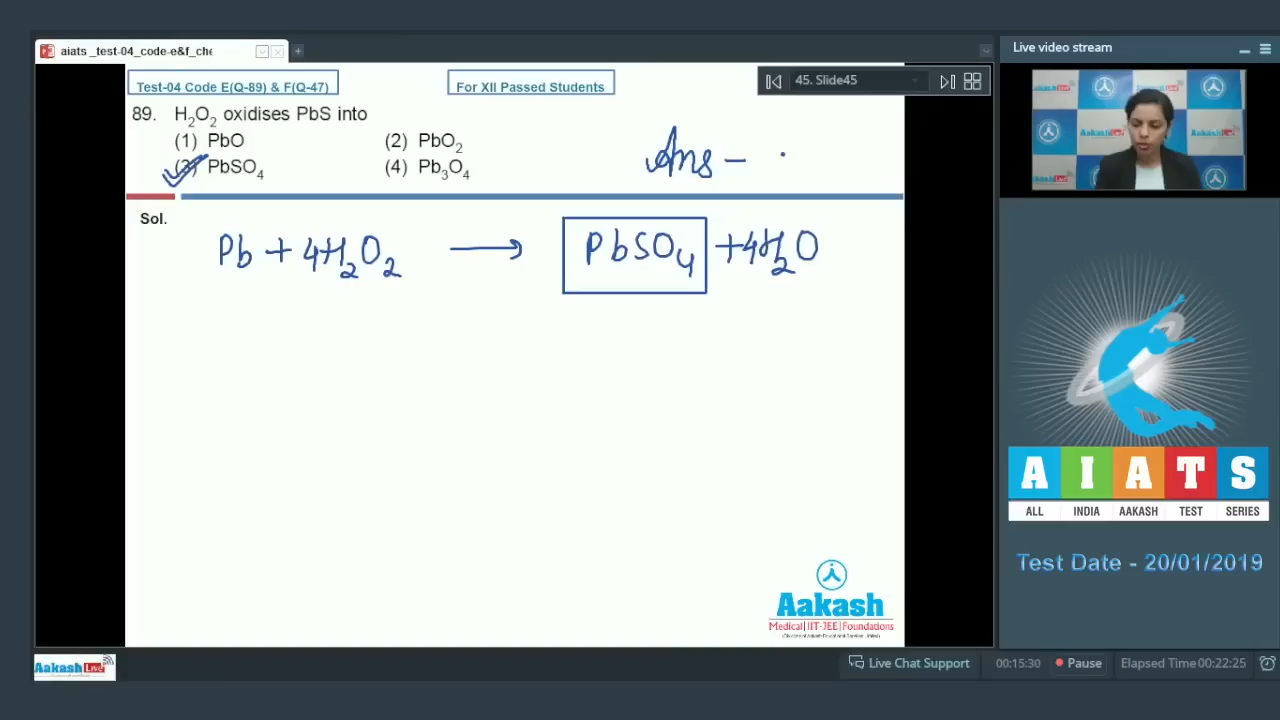 aiats _test-04_code-e&f_che
Live video stream
Test-04 Code E(Q-89) & F(Q-47)
For XII Passed Students
45. Slide45
89. H₂O₂ oxidises PbS into
(1) PbO
(2) PbO₂
(3) PbSO₄
(4) Pb₃O₄
Ans –
Sol.
Pb + 4H₂O₂ ⟶ PbSO₄ + 4H₂O
AIATS
ALL INDIA AAKASH TEST SERIES
Test Date - 20/01/2019
Aakash
Medical|IIT-JEE|Foundations
Aakash Live
Live Chat Support
00:15:30
Pause
Elapsed Time 00:22:25